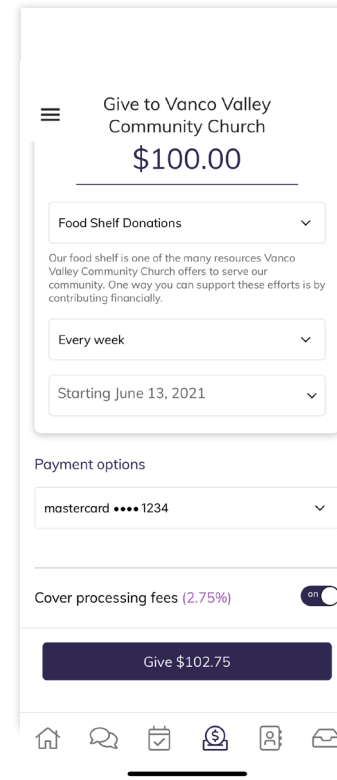 Give to Vanco Valley
Community Church
$100.00
Food Shelf Donations
Our food shelf is one of the many resources Vanco
Valley Community Church offers to serve our
community. One way you can support these efforts is by
contributing financially.
Every week
Starting June 13, 2021
Payment options
mastercard •••• 1234
Cover processing fees (2.75%)
on
Give $102.75